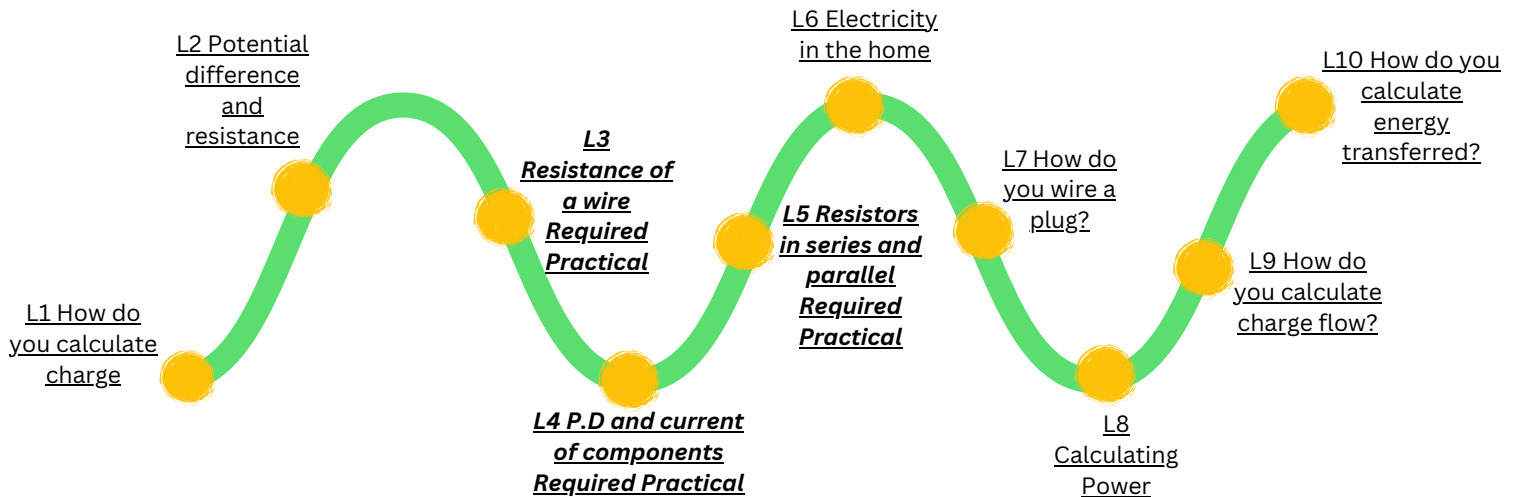 L1 How do
you calculate
charge
L2 Potential
difference
and
resistance
L3
Resistance of
a wire
Required
Practical
L4 P.D and current
of components
Required Practical
L5 Resistors
in series and
parallel
Required
Practical
L6 Electricity
in the home
L7 How do
you wire a
plug?
L8
Calculating
Power
L9 How do
you calculate
charge flow?
L10 How do you
calculate
energy
transferred?